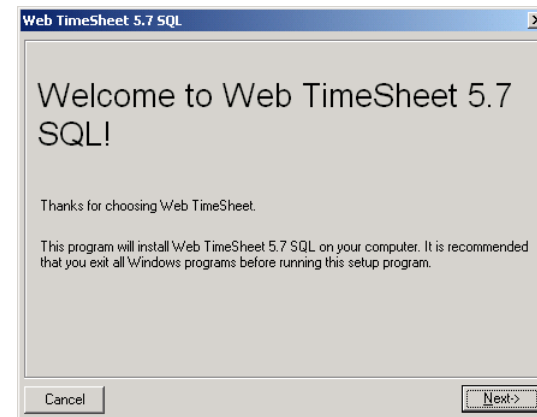 Web TimeSheet 5.7 SQL
Welcome to Web TimeSheet 5.7
SQL!
Thanks for choosing Web TimeSheet.
This program will install Web TimeSheet 5.7 SQL on your computer. It is recommended
that you exit all Windows programs before running this setup program.
Cancel
Next->